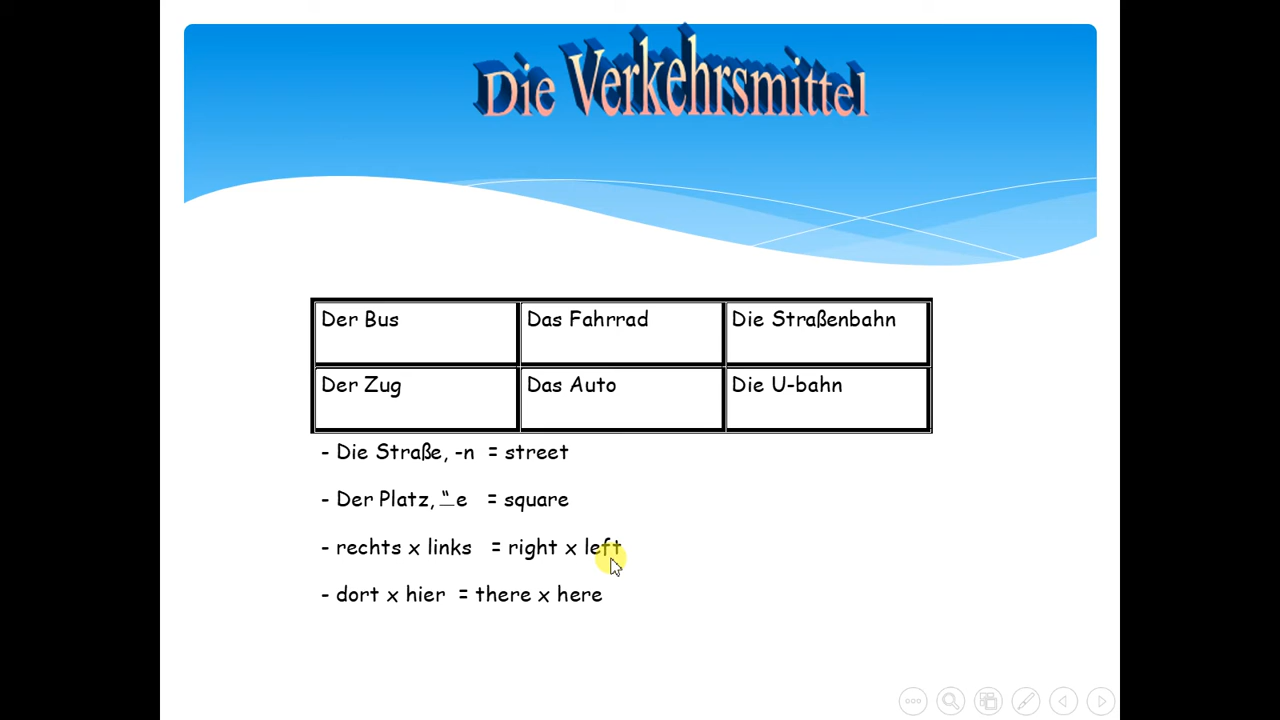 Die Verkehrsmittel
Der Bus Das Fahrrad Die Straßenbahn
Der Zug Das Auto Die U-bahn
- Die Straße, -n = street
- Der Platz, “_e = square
- rechts x links = right x left
- dort x hier = there x here